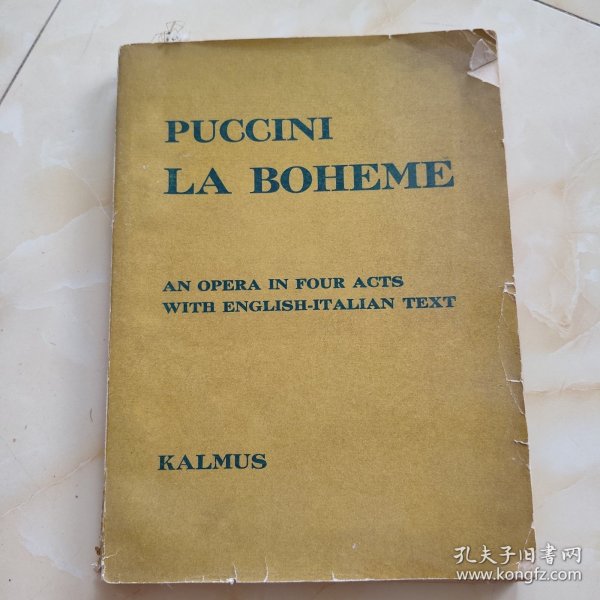 PUCCINI
LA BOHEME
AN OPERA IN FOUR ACTS
WITH ENGLISH-ITALIAN TEXT
KALMUS
孔夫子旧书网
www.kongfz.com